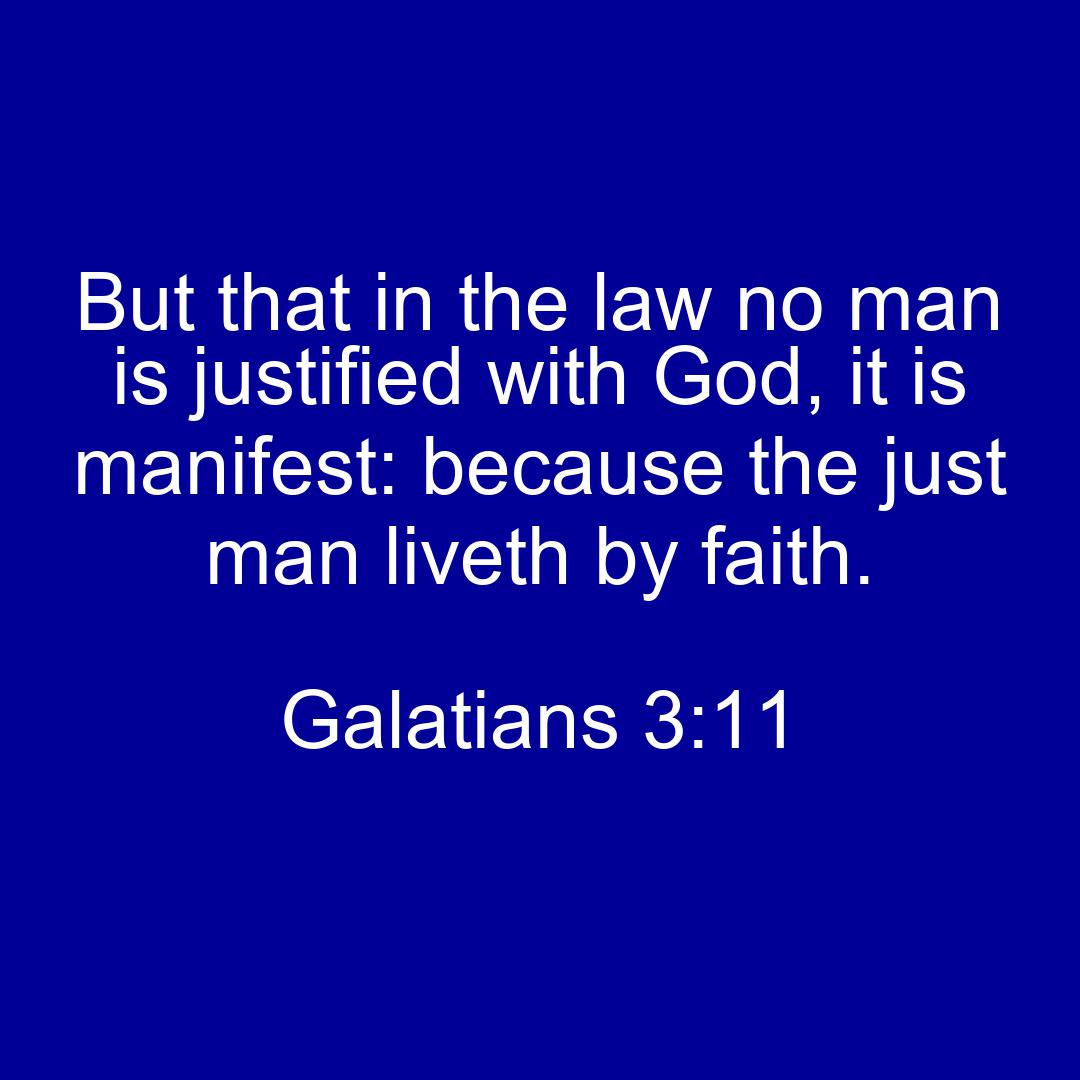 But that in the law no man
is justified with God, it is
manifest: because the just
man liveth by faith.
Galatians 3:11